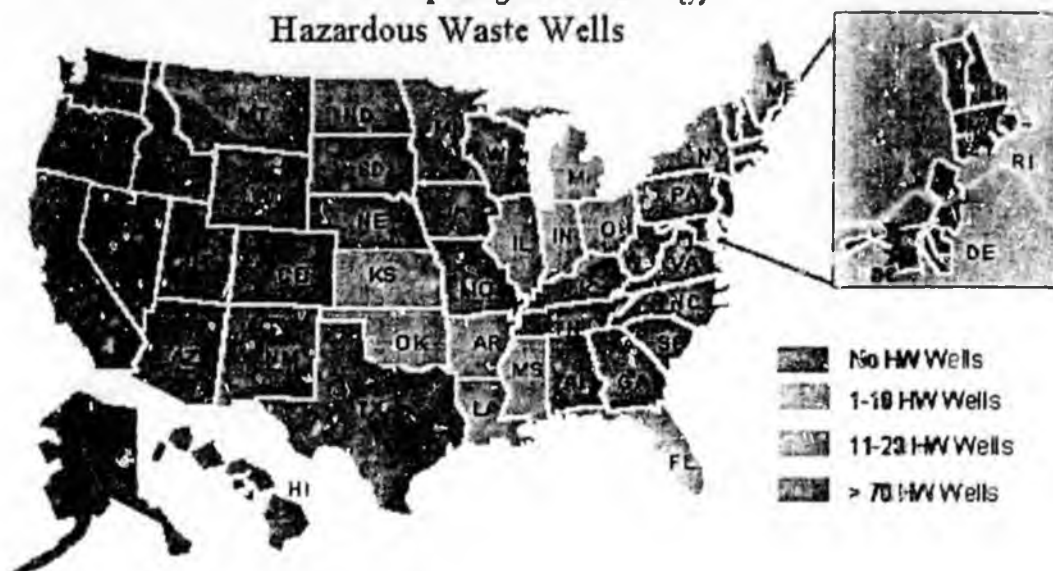 Hazardous Waste Wells
ME
MT
ND
WI
NY
SD
MI
RI
PA
NE
IL
IN
OH
DE
CO
KS
VA
MO
NC
AZ
NM
OK
AR
TN
SC
MS
AL
GA
TX
LA
FL
HI
No HW Wells
1-10 HW Wells
11-23 HW Wells
> 70 HW Wells